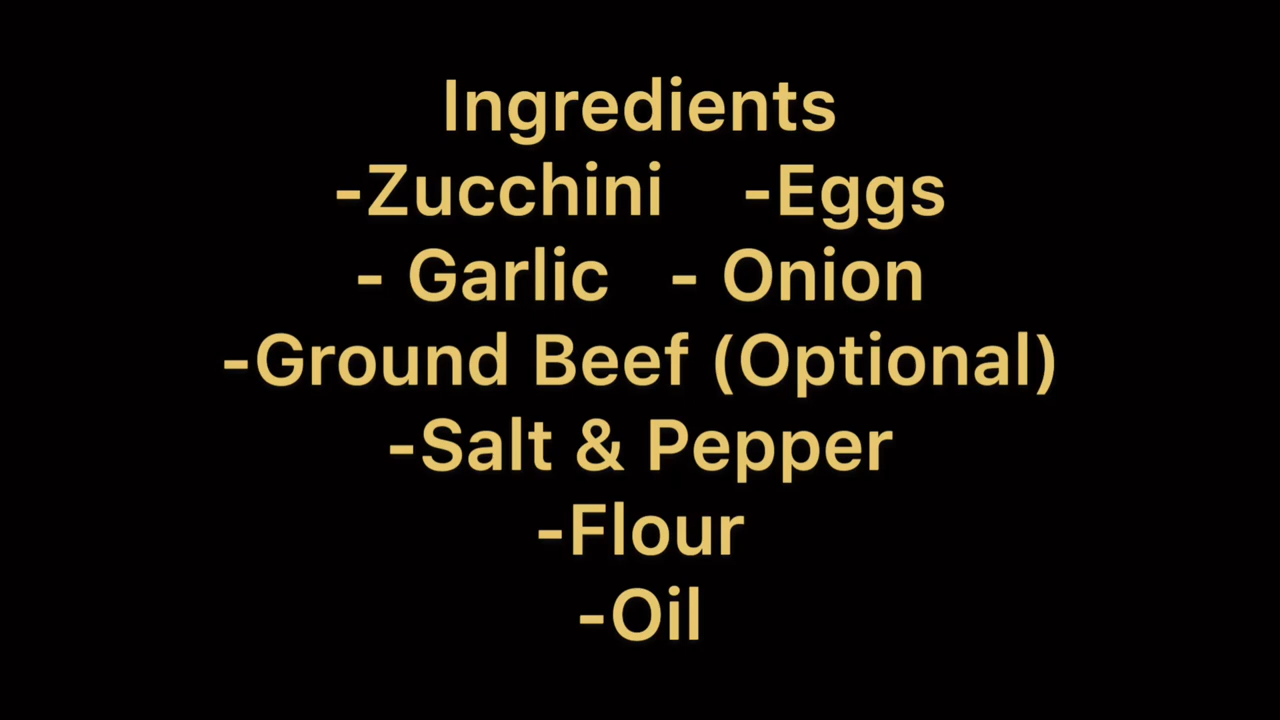 Ingredients
-Zucchini -Eggs
- Garlic - Onion
-Ground Beef (Optional)
-Salt & Pepper
-Flour
-Oil